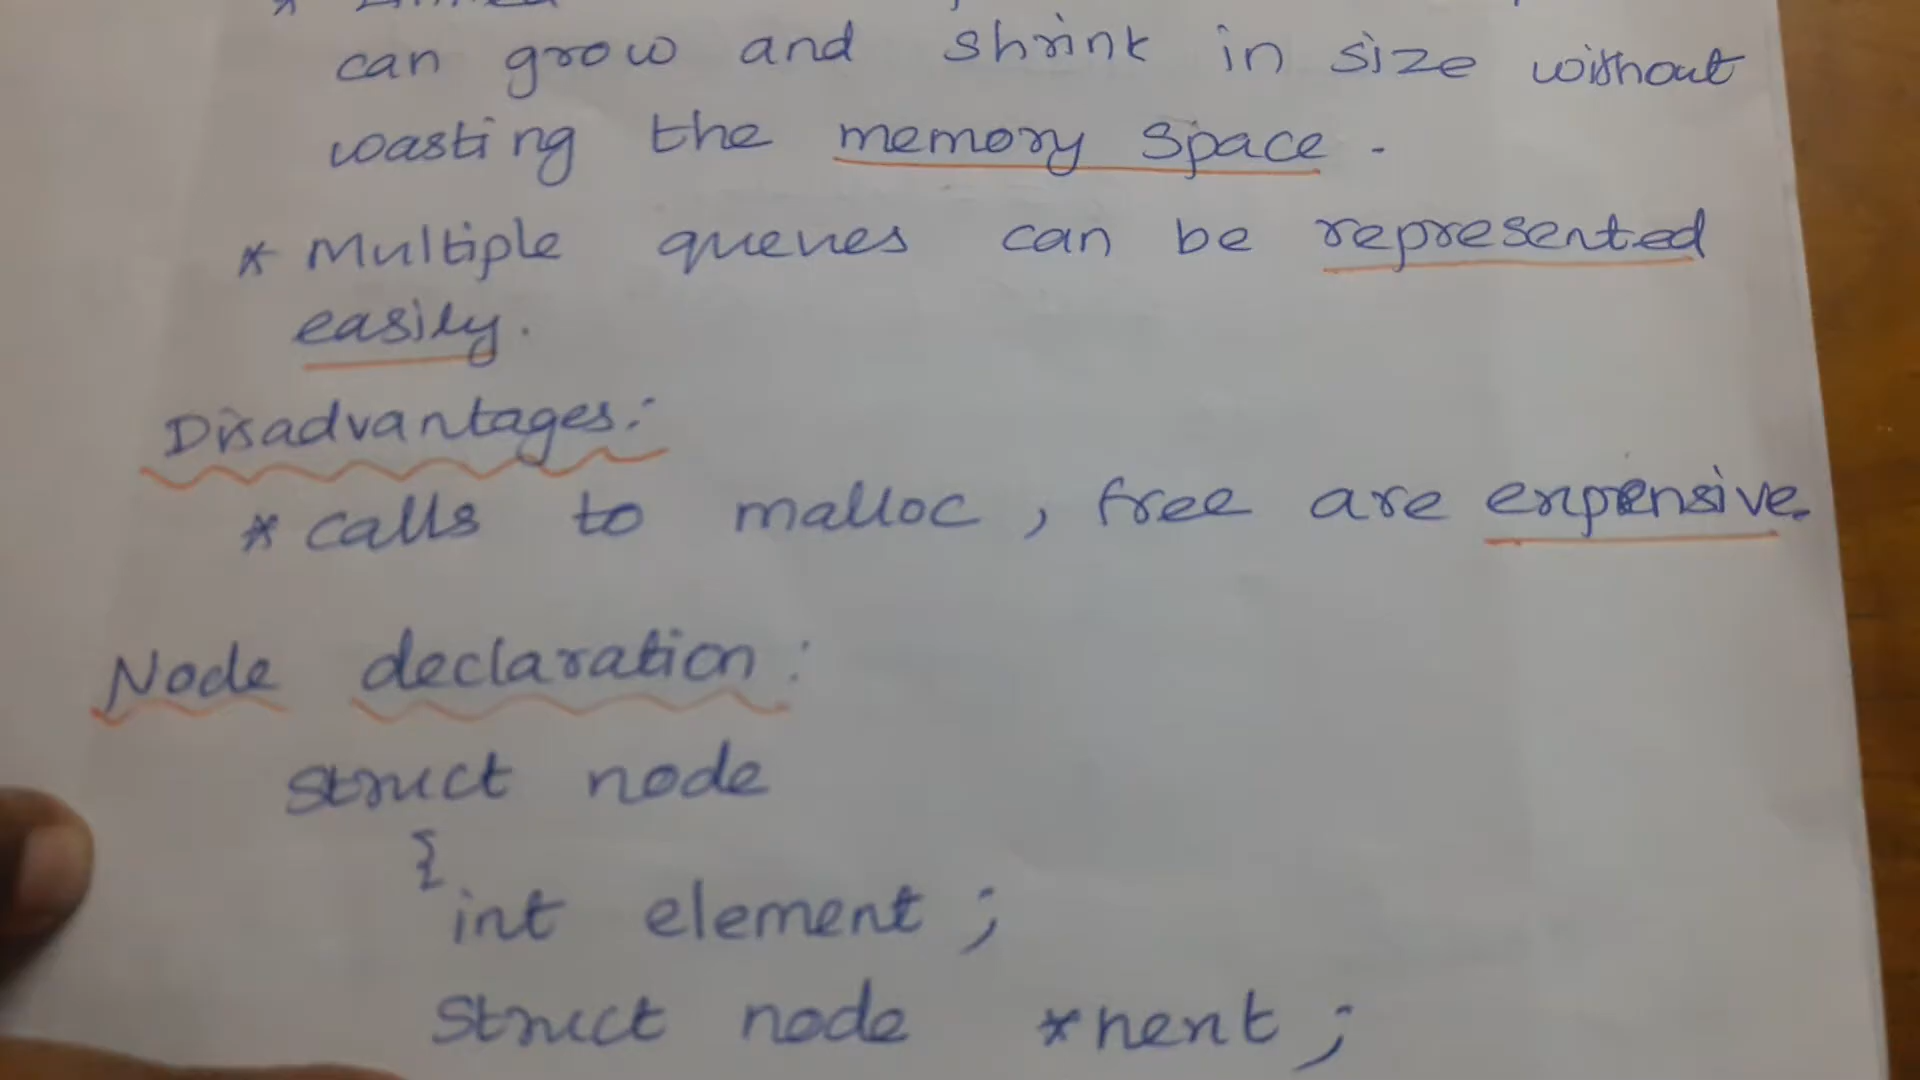 *
can grow and shrink in size without
wasting the memory space.
* Multiple queues can be represented
easily.
Disadvantages:
* calls to malloc, free are expensive.
Node declaration:
struct node
{
int element;
struct node *next;